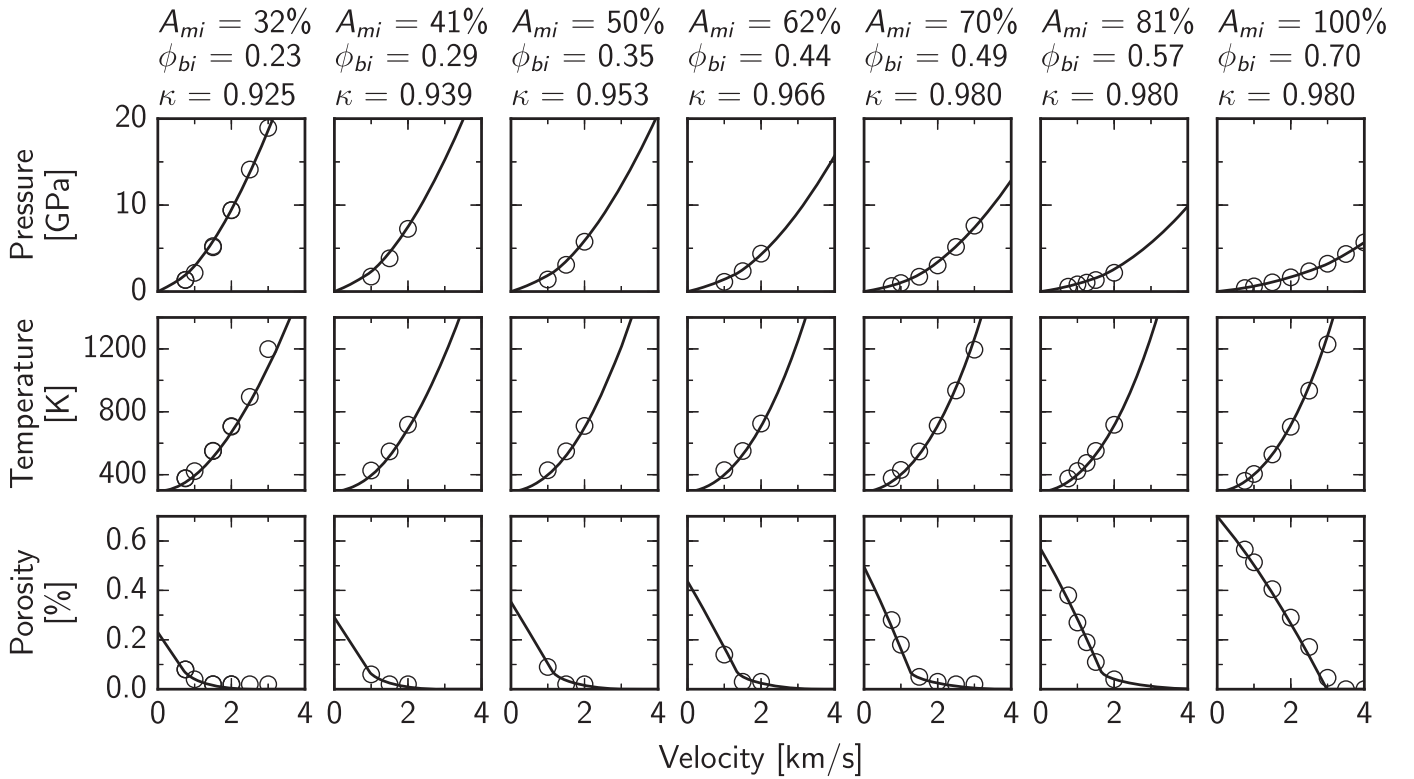 A_mi = 32% A_mi = 41% A_mi = 50% A_mi = 62% A_mi = 70% A_mi = 81% A_mi = 100%
ϕ_bi = 0.23 ϕ_bi = 0.29 ϕ_bi = 0.35 ϕ_bi = 0.44 ϕ_bi = 0.49 ϕ_bi = 0.57 ϕ_bi = 0.70
κ = 0.925 κ = 0.939 κ = 0.953 κ = 0.966 κ = 0.980 κ = 0.980 κ = 0.980
Pressure
[GPa]
20
10
0
Temperature
[K]
1200
800
400
Porosity
[%]
0.6
0.4
0.2
0.0
0 2 4 0 2 4 0 2 4 0 2 4 0 2 4 0 2 4 0 2 4
Velocity [km/s]